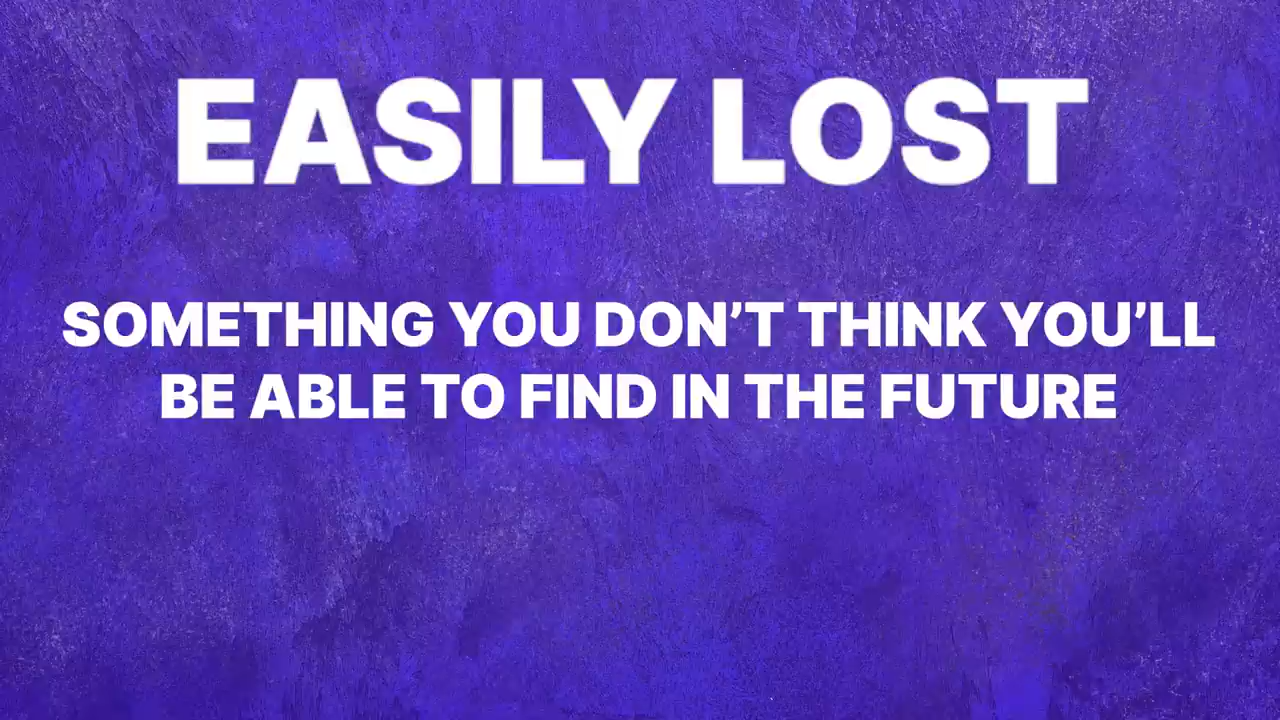 EASILY LOST
SOMETHING YOU DON’T THINK YOU’LL
BE ABLE TO FIND IN THE FUTURE